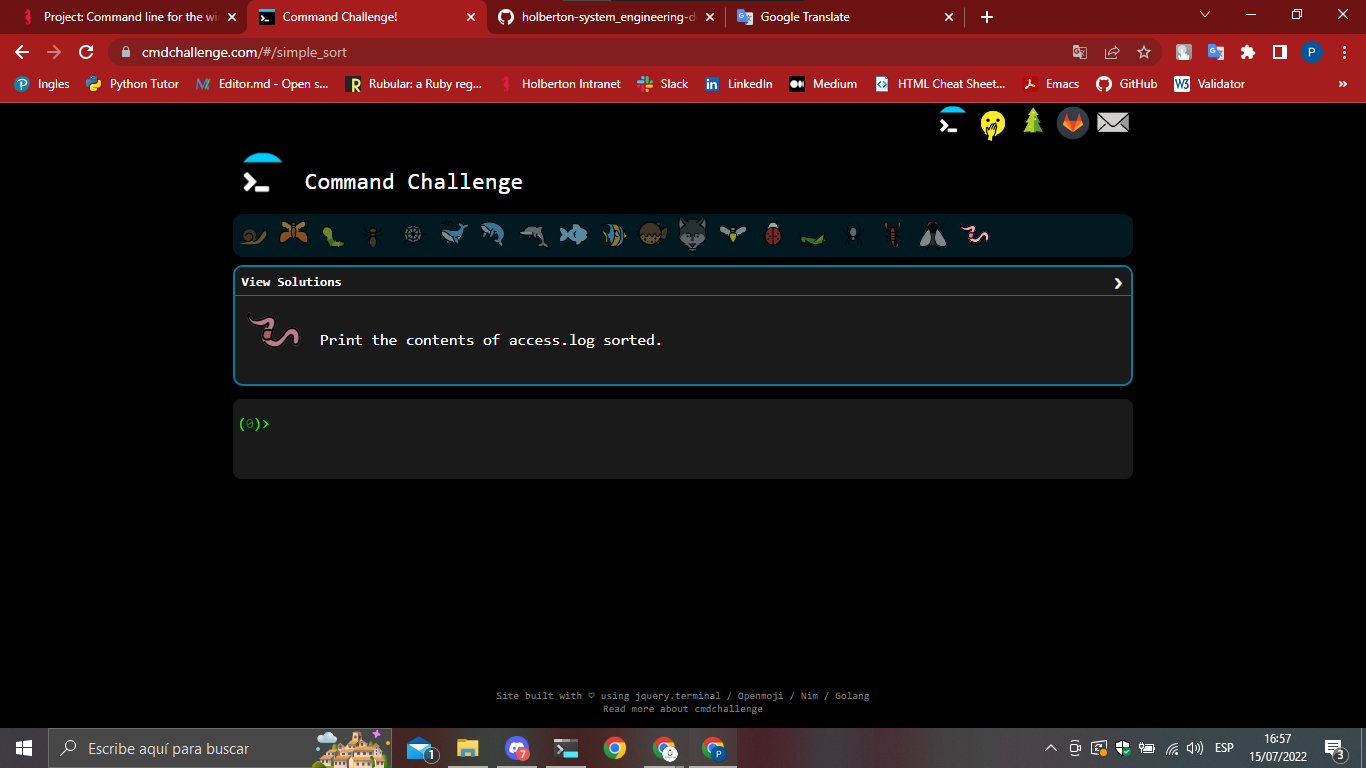 Project: Command line for the wi
Command Challenge!
holberton-system_engineering-d
Google Translate
cmdchallenge.com/#/simple_sort
P
Ingles
Python Tutor
Editor.md - Open s...
Rubular: a Ruby reg...
Holberton Intranet
Slack
LinkedIn
Medium
HTML Cheat Sheet...
Emacs
GitHub
Validator
»
Command Challenge
View Solutions
Print the contents of access.log sorted.
(0)>
Site built with ♡ using jquery.terminal / Openmoji / Nim / Golang
Read more about cmdchallenge
Escribe aquí para buscar
1
7
P
ESP
16:57
15/07/2022
3